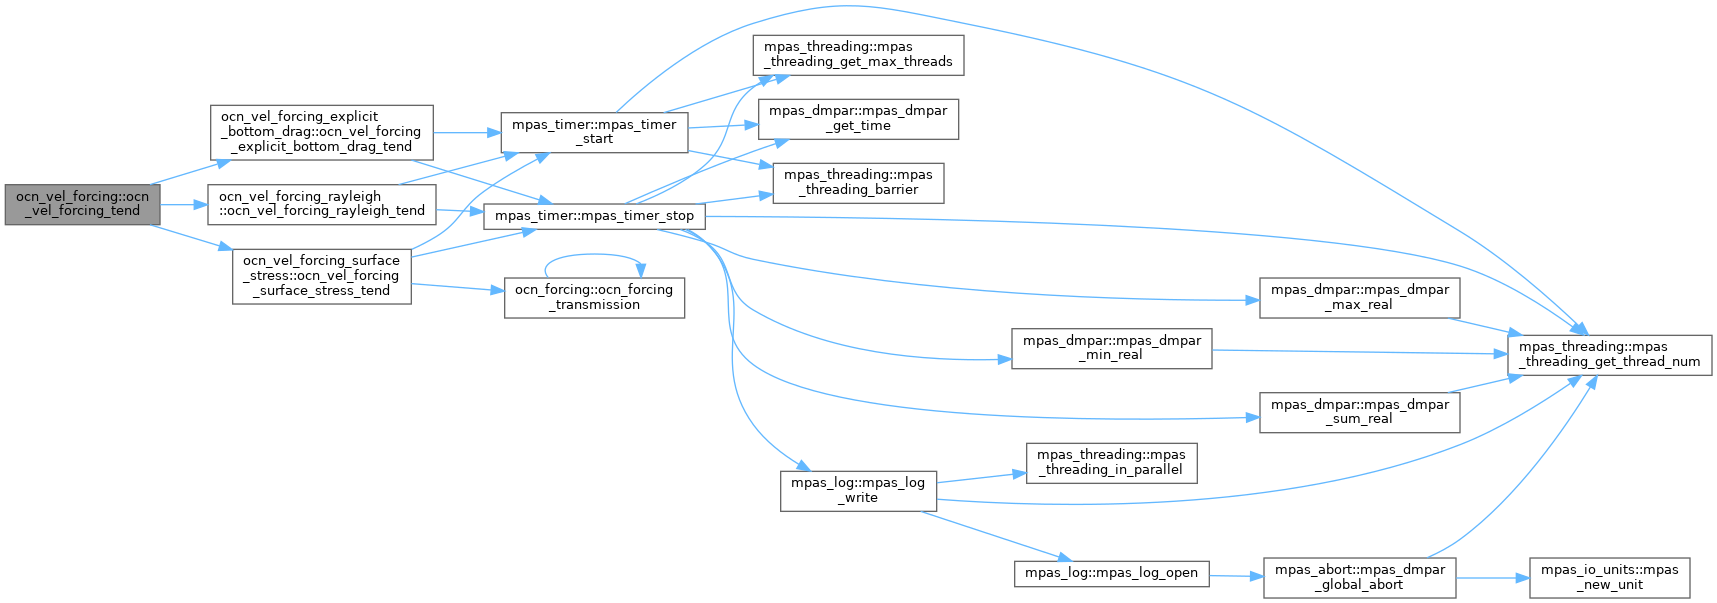 ocn_vel_forcing::ocn
_vel_forcing_tend
ocn_vel_forcing_explicit
_bottom_drag::ocn_vel_forcing
_explicit_bottom_drag_tend
ocn_vel_forcing_rayleigh
::ocn_vel_forcing_rayleigh_tend
ocn_vel_forcing_surface
_stress::ocn_vel_forcing
_surface_stress_tend
mpas_timer::mpas_timer
_start
mpas_timer::mpas_timer_stop
ocn_forcing::ocn_forcing
_transmission
mpas_threading::mpas
_threading_get_max_threads
mpas_dmpar::mpas_dmpar
_get_time
mpas_threading::mpas
_threading_barrier
mpas_log::mpas_log
_write
mpas_dmpar::mpas_dmpar
_min_real
mpas_threading::mpas
_threading_in_parallel
mpas_log::mpas_log_open
mpas_dmpar::mpas_dmpar
_max_real
mpas_dmpar::mpas_dmpar
_sum_real
mpas_abort::mpas_dmpar
_global_abort
mpas_threading::mpas
_threading_get_thread_num
mpas_io_units::mpas
_new_unit